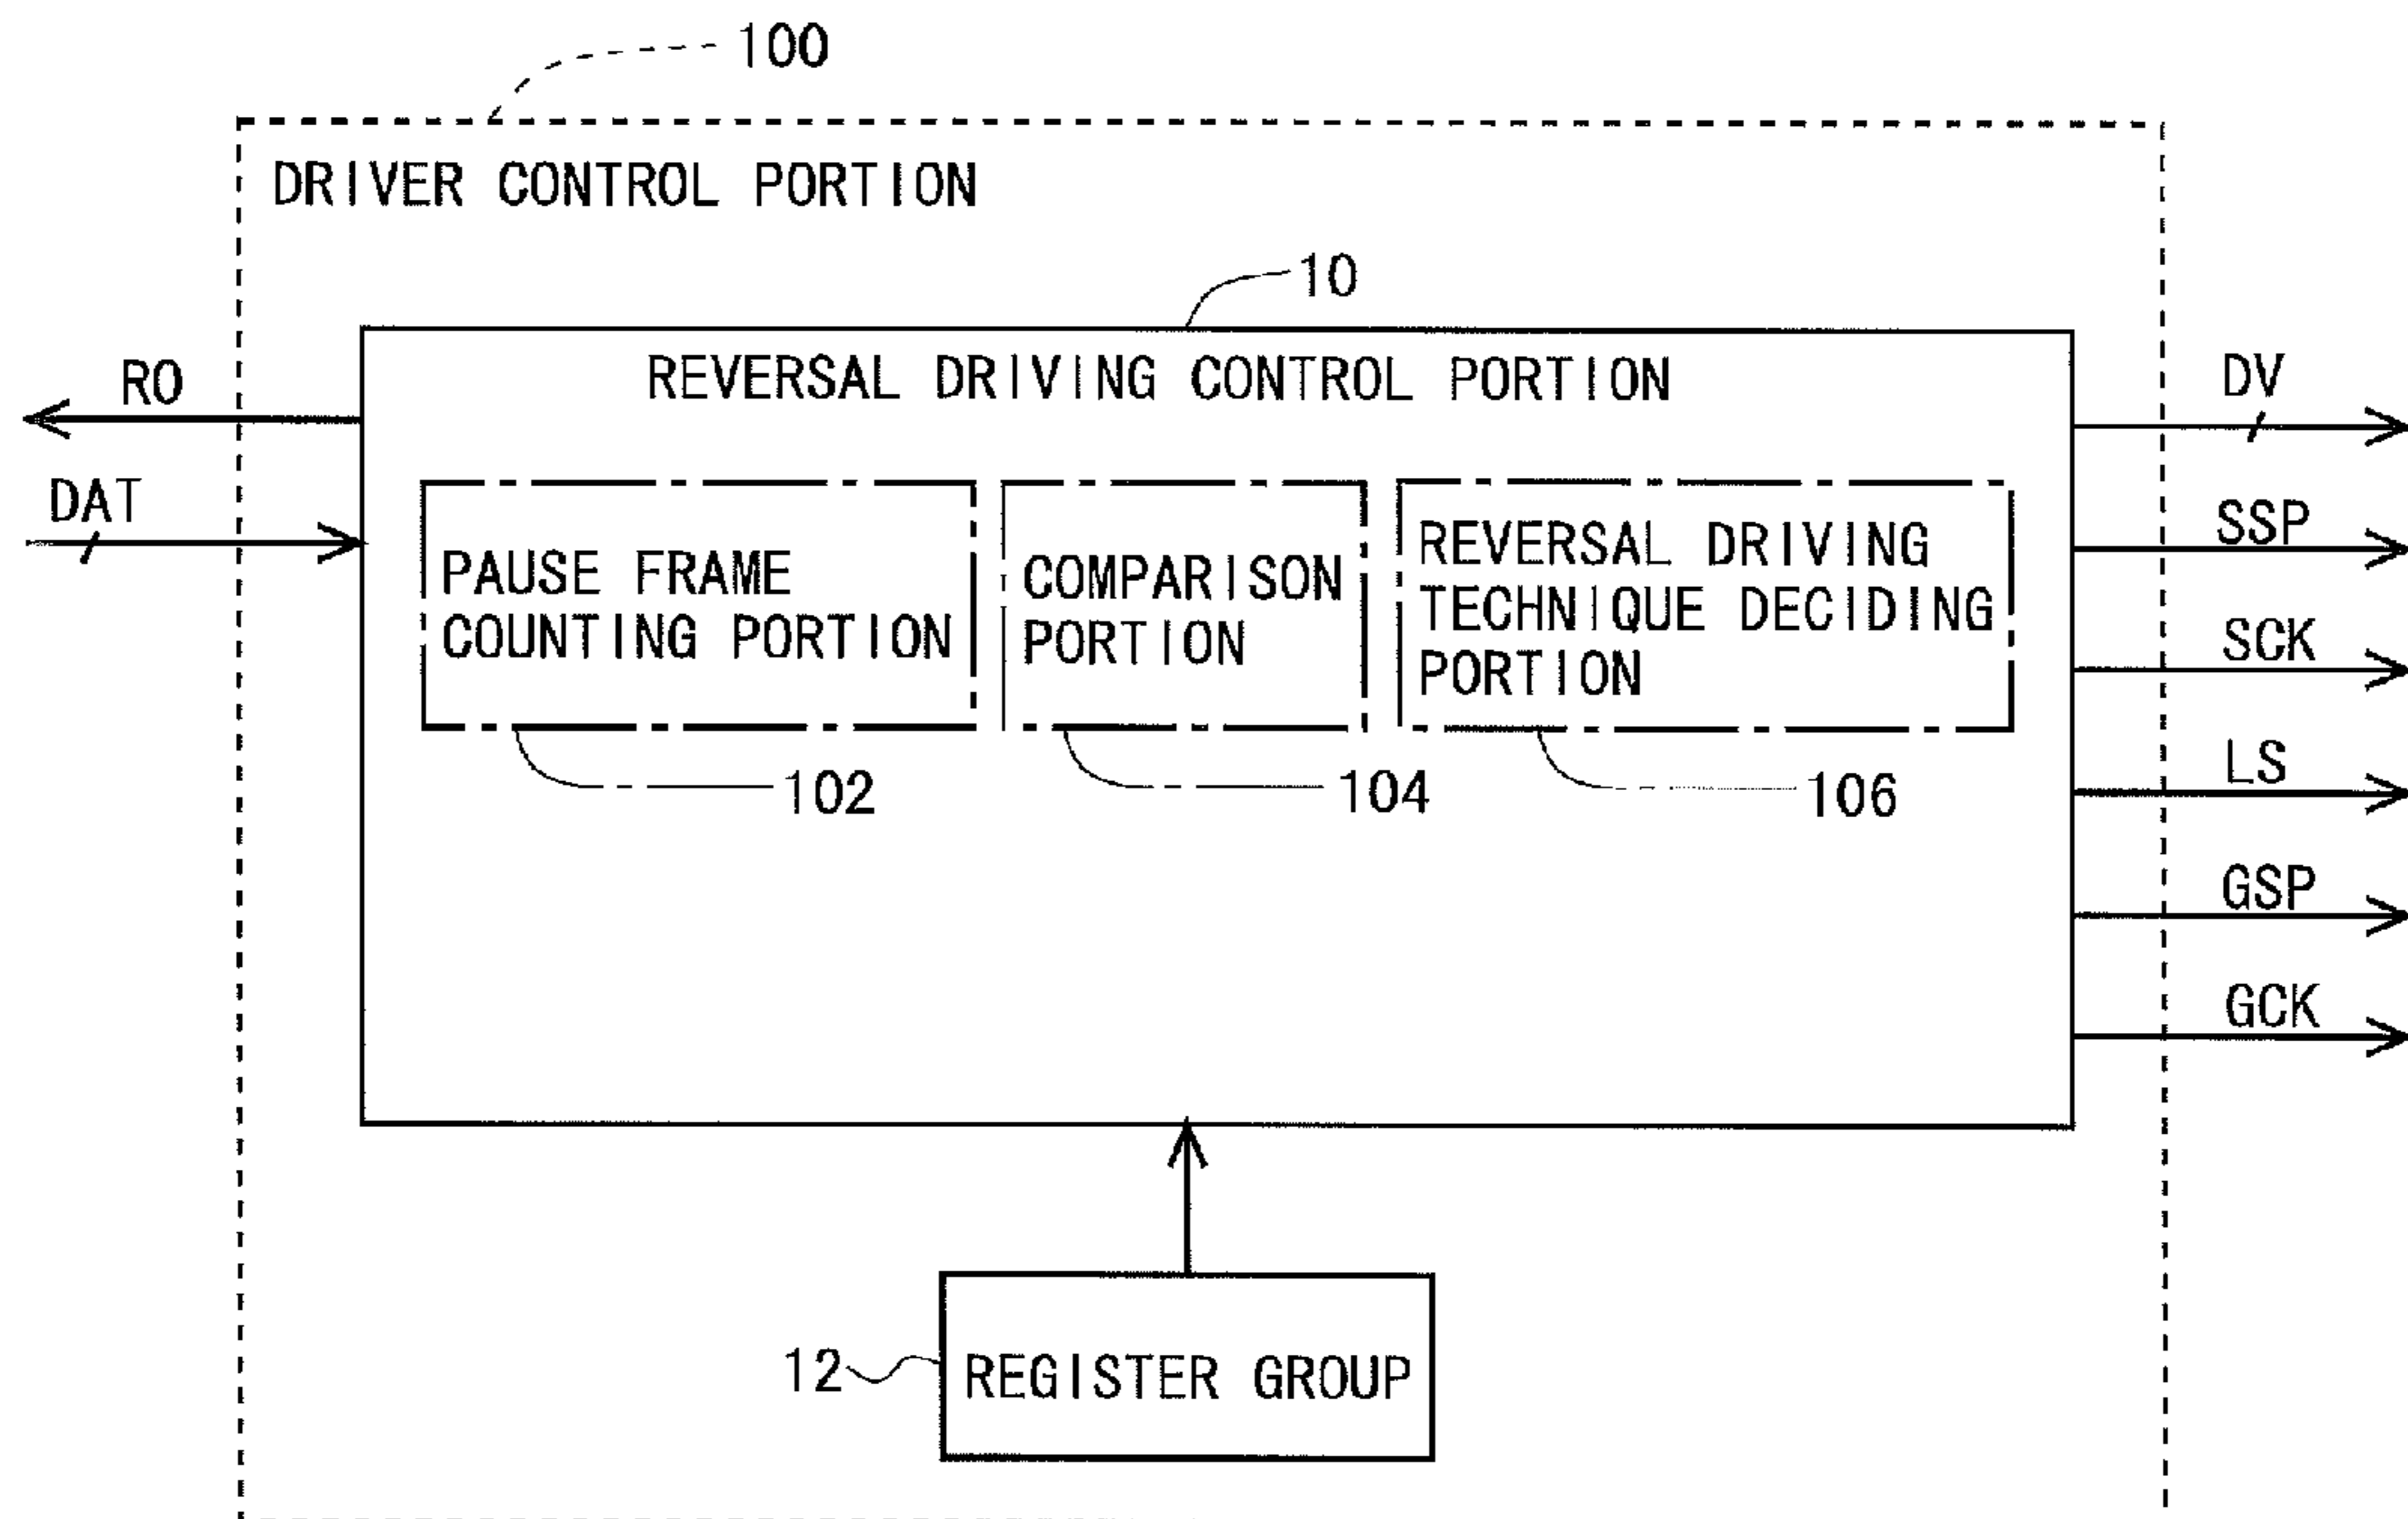 100
DRIVER CONTROL PORTION
10
REVERSAL DRIVING CONTROL PORTION
RO
DAT
PAUSE FRAME
COUNTING PORTION
102
COMPARISON
PORTION
104
REVERSAL DRIVING
TECHNIQUE DECIDING
PORTION
106
DV
SSP
SCK
LS
GSP
GCK
12
REGISTER GROUP